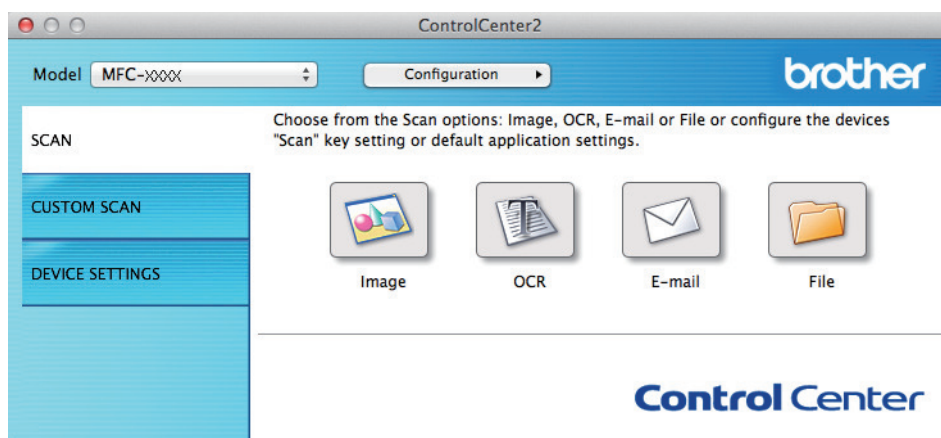 ControlCenter2
Model MFC-XXXX Configuration
brother
SCAN
Choose from the Scan options: Image, OCR, E-mail or File or configure the devices
"Scan" key setting or default application settings.
CUSTOM SCAN
DEVICE SETTINGS
Image OCR E-mail File
Control Center